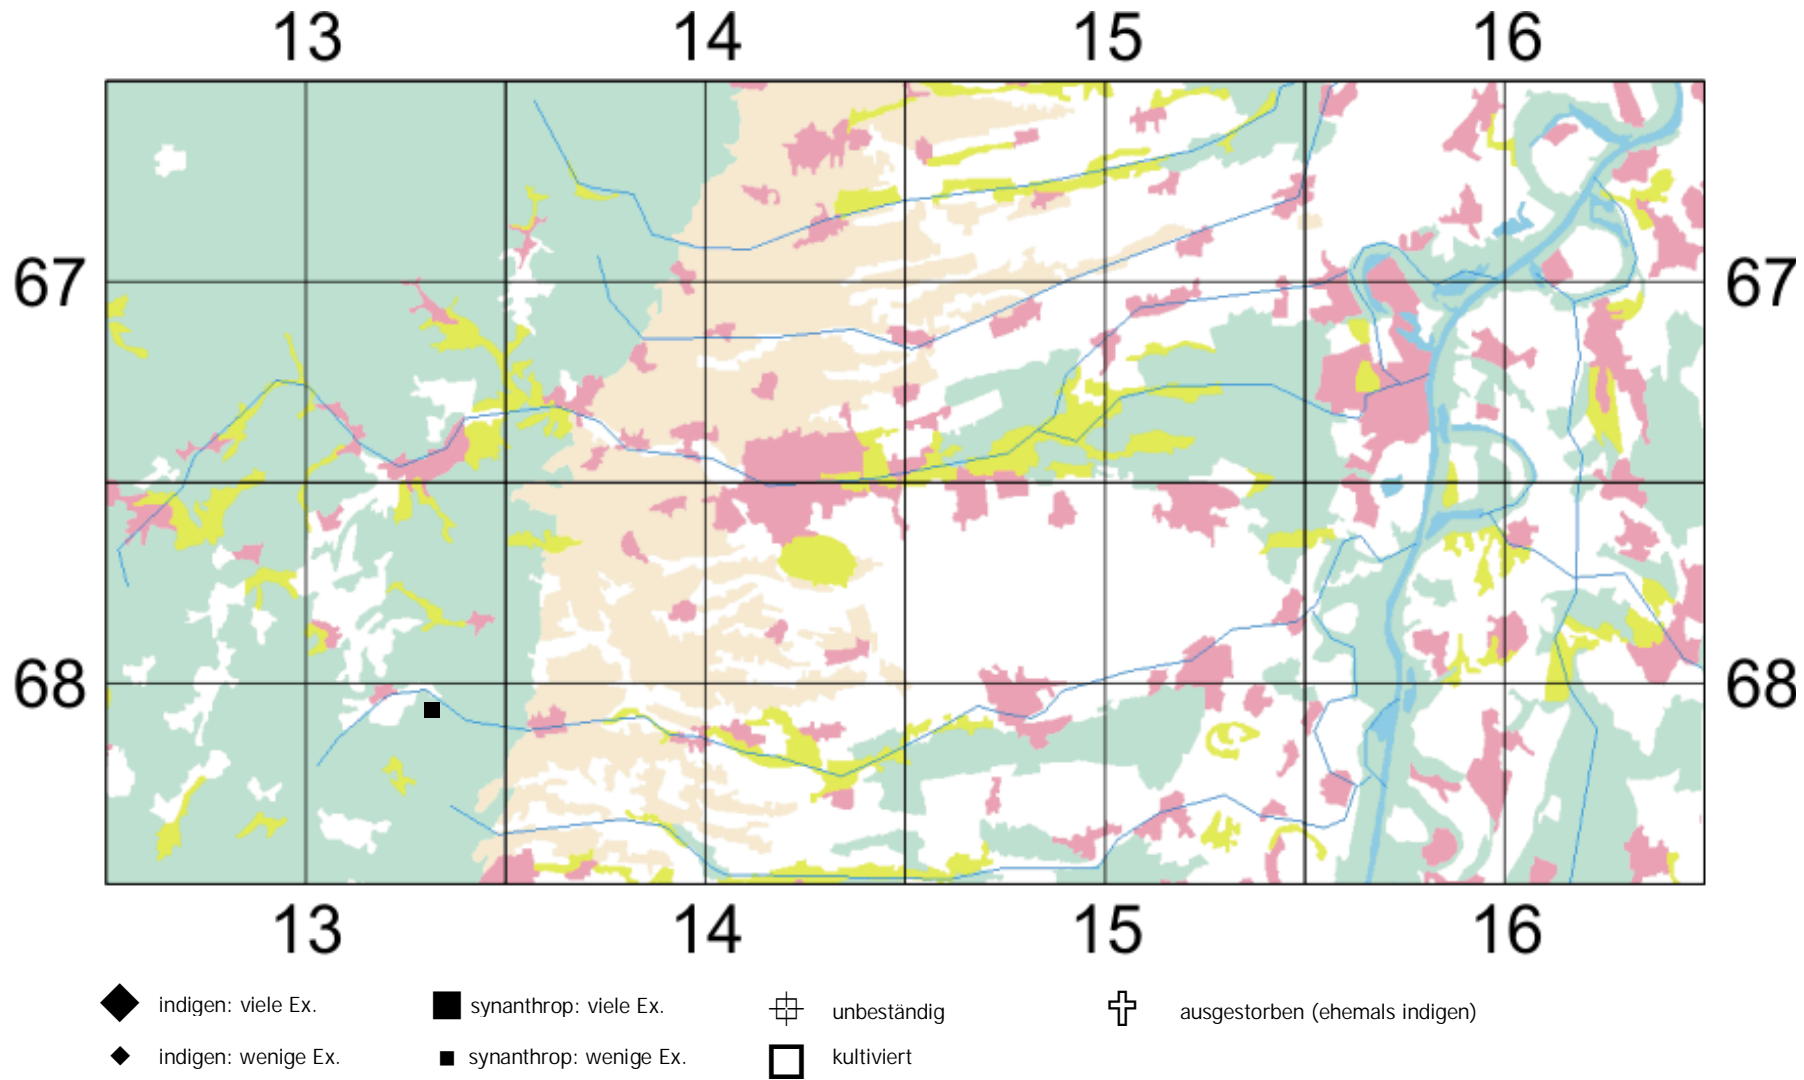 13 14 15 16
67 67
68 68
13 14 15 16
indigen: viele Ex. synanthrop: viele Ex. unbeständig ausgestorben (ehemals indigen)
indigen: wenige Ex. synanthrop: wenige Ex. kultiviert